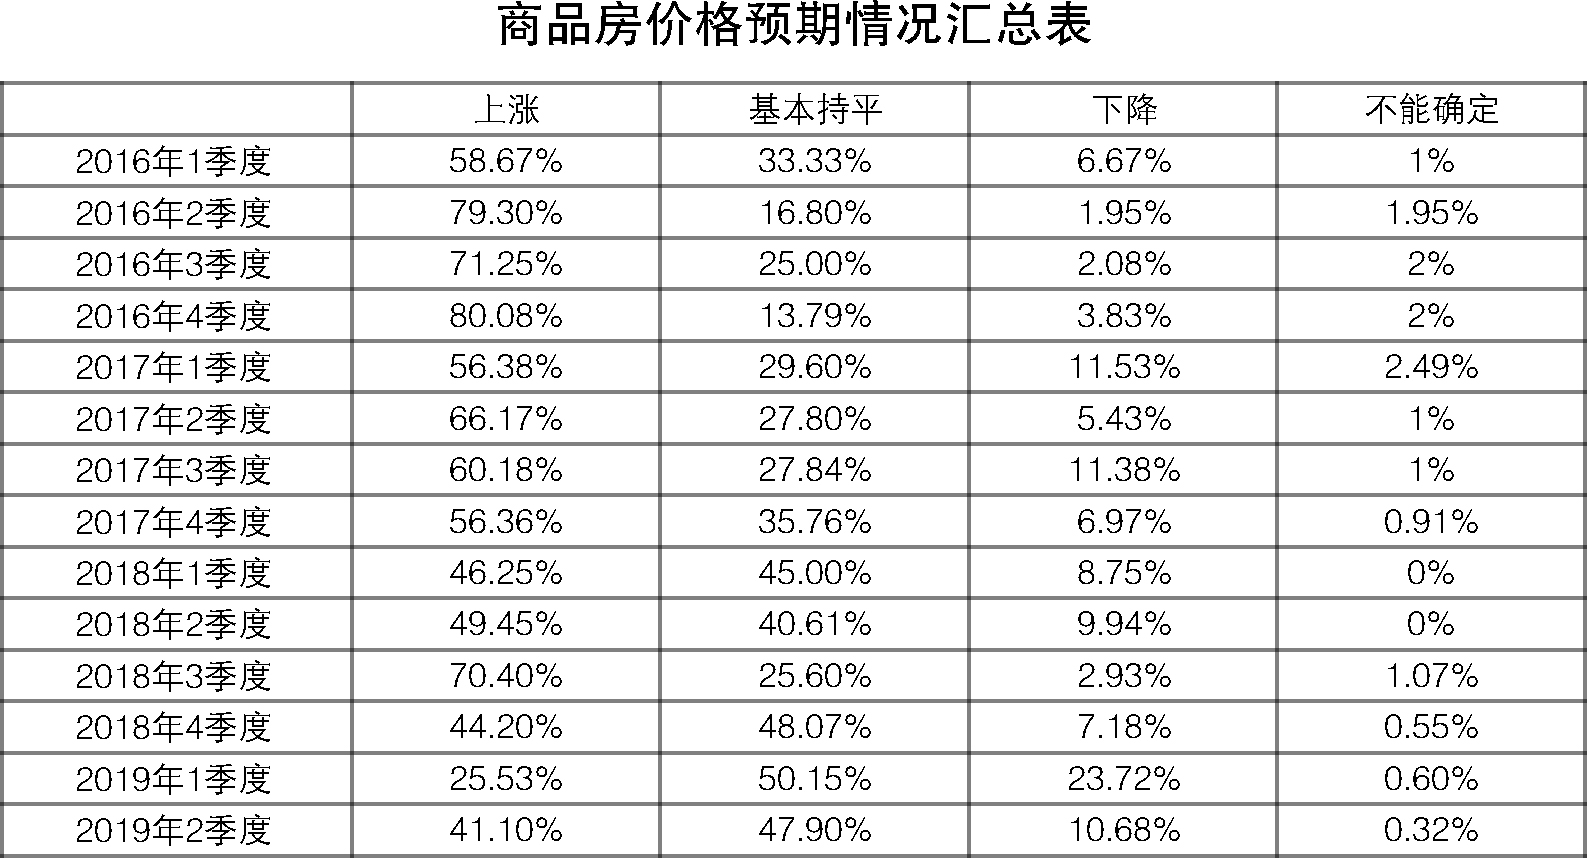 商品房价格预期情况汇总表
上涨 基本持平 下降 不能确定
2016年1季度 58.67% 33.33% 6.67% 1%
2016年2季度 79.30% 16.80% 1.95% 1.95%
2016年3季度 71.25% 25.00% 2.08% 2%
2016年4季度 80.08% 13.79% 3.83% 2%
2017年1季度 56.38% 29.60% 11.53% 2.49%
2017年2季度 66.17% 27.80% 5.43% 1%
2017年3季度 60.18% 27.84% 11.38% 1%
2017年4季度 56.36% 35.76% 6.97% 0.91%
2018年1季度 46.25% 45.00% 8.75% 0%
2018年2季度 49.45% 40.61% 9.94% 0%
2018年3季度 70.40% 25.60% 2.93% 1.07%
2018年4季度 44.20% 48.07% 7.18% 0.55%
2019年1季度 25.53% 50.15% 23.72% 0.60%
2019年2季度 41.10% 47.90% 10.68% 0.32%